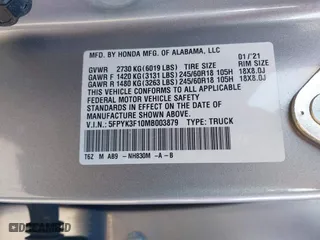 MFD. BY HONDA MFG. OF ALABAMA, LLC 01/'21
GVWR 2730 KG(6019 LBS) TIRE SIZE RIM SIZE
GAWR F 1420 KG(3131 LBS) 245/60R18 105H 18X8.0J
GAWR R 1480 KG(3263 LBS) 245/60R18 105H 18X8.0J
THIS VEHICLE CONFORMS TO ALL APPLICABLE
FEDERAL MOTOR VEHICLE SAFETY
STANDARDS IN EFFECT ON THE DATE OF
MANUFACTURE SHOWN ABOVE.
V.I.N: 5FPYK3F10MB003879 TYPE: TRUCK
T6Z M AB9 -NH830M -A -B